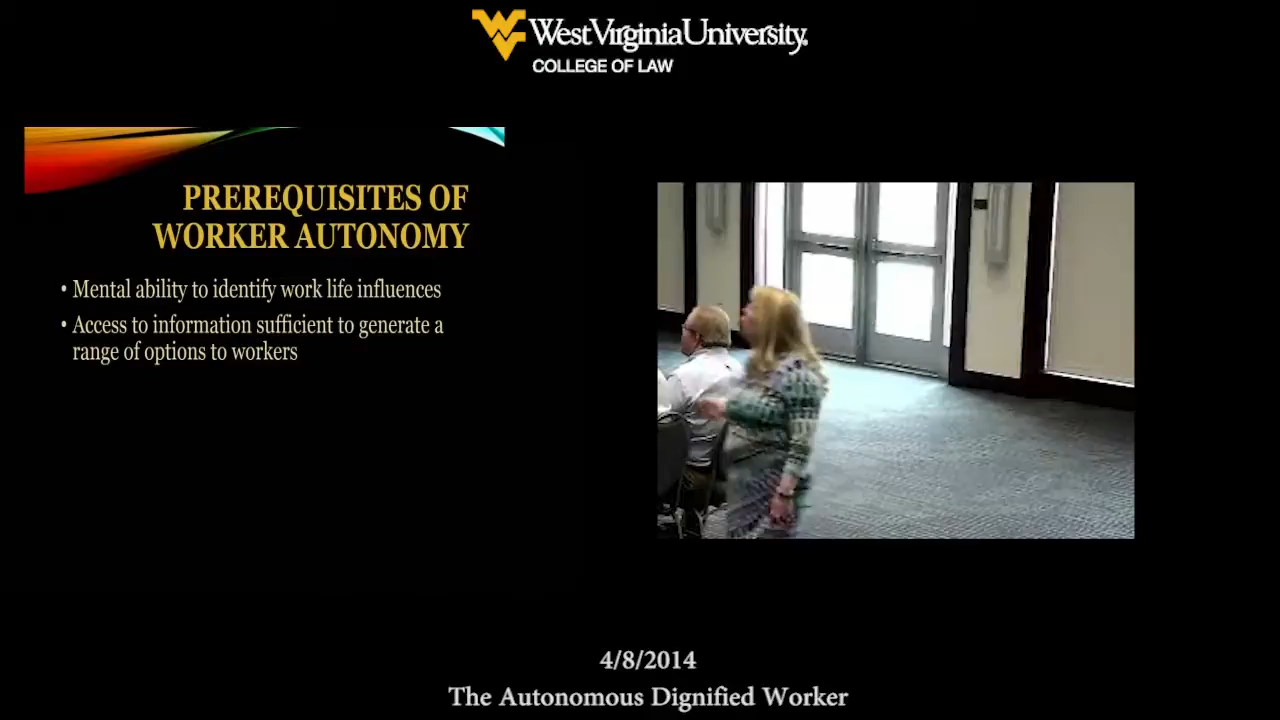 WestVirginiaUniversity.
COLLEGE OF LAW
PREREQUISITES OF
WORKER AUTONOMY
• Mental ability to identify work life influences
• Access to information sufficient to generate a
range of options to workers
4/8/2014
The Autonomous Dignified Worker